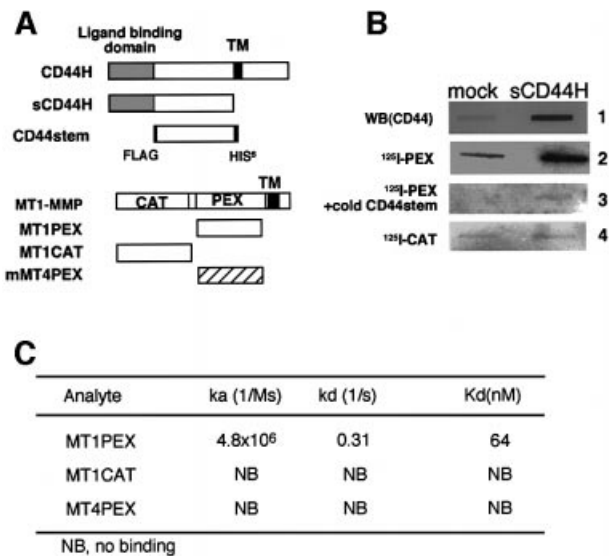 A
Ligand binding
domain
TM
CD44H
sCD44H
CD44stem
FLAG
HIS⁶
TM
MT1-MMP
CAT
PEX
MT1PEX
MT1CAT
mMT4PEX
B
mock sCD44H
WB(CD44) 1
¹²⁵I-PEX 2
¹²⁵I-PEX
+cold CD44stem 3
¹²⁵I-CAT 4
C
Analyte ka (1/Ms) kd (1/s) Kd(nM)
MT1PEX 4.8x10⁶ 0.31 64
MT1CAT NB NB NB
MT4PEX NB NB NB
NB, no binding